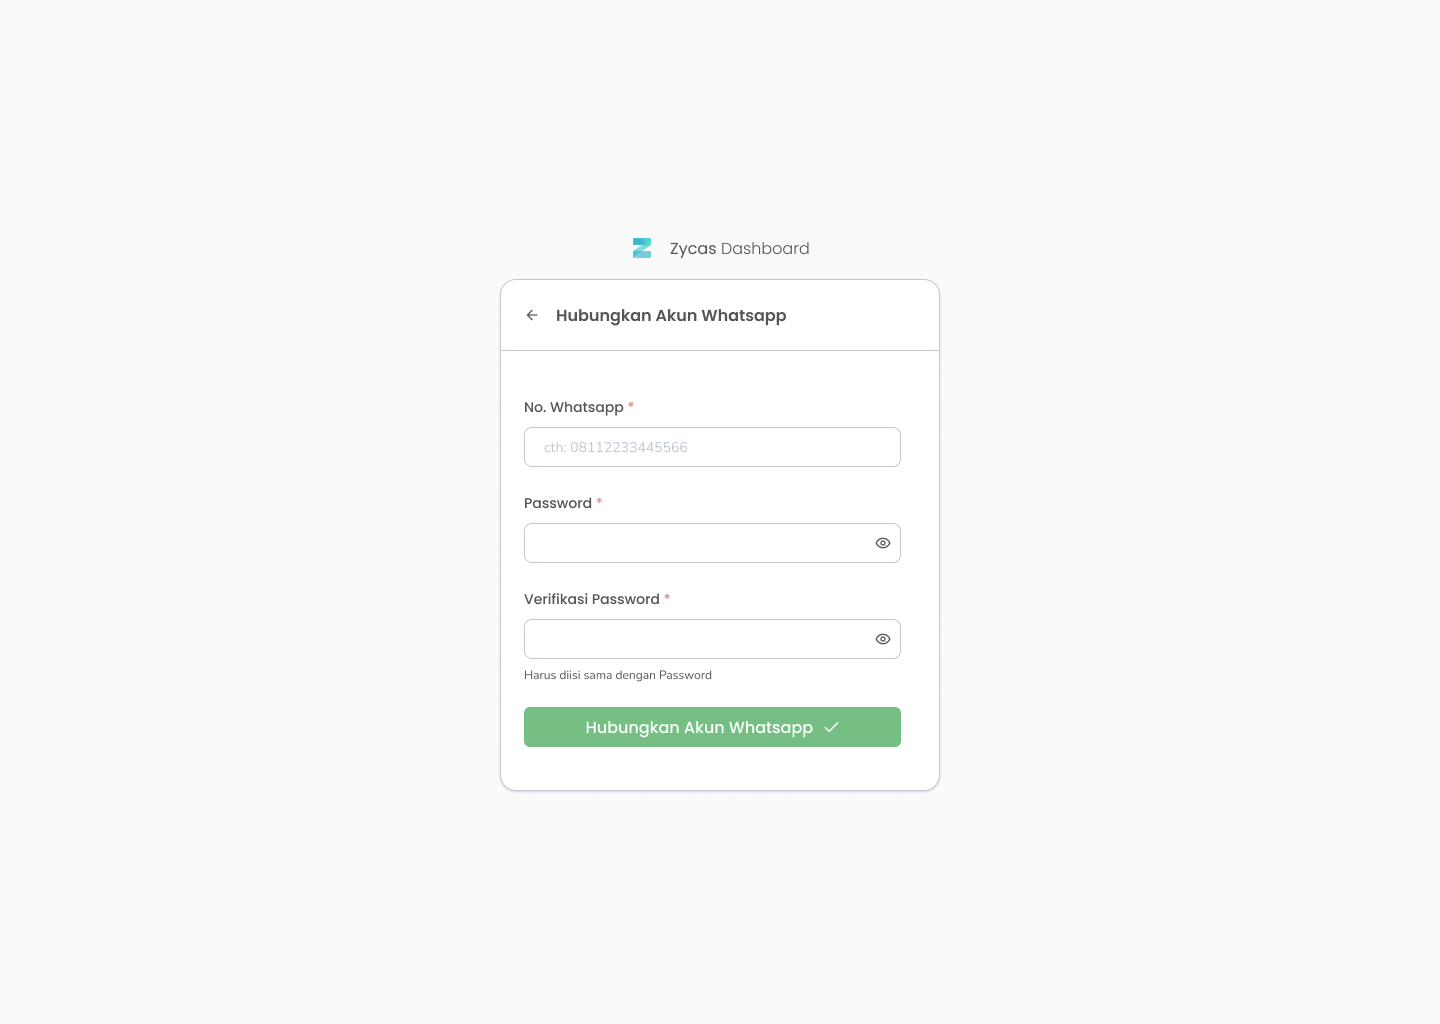 Zycas Dashboard
Hubungkan Akun Whatsapp
No. Whatsapp *
cth: 08112233445566
Password *
Verifikasi Password *
Harus diisi sama dengan Password
Hubungkan Akun Whatsapp